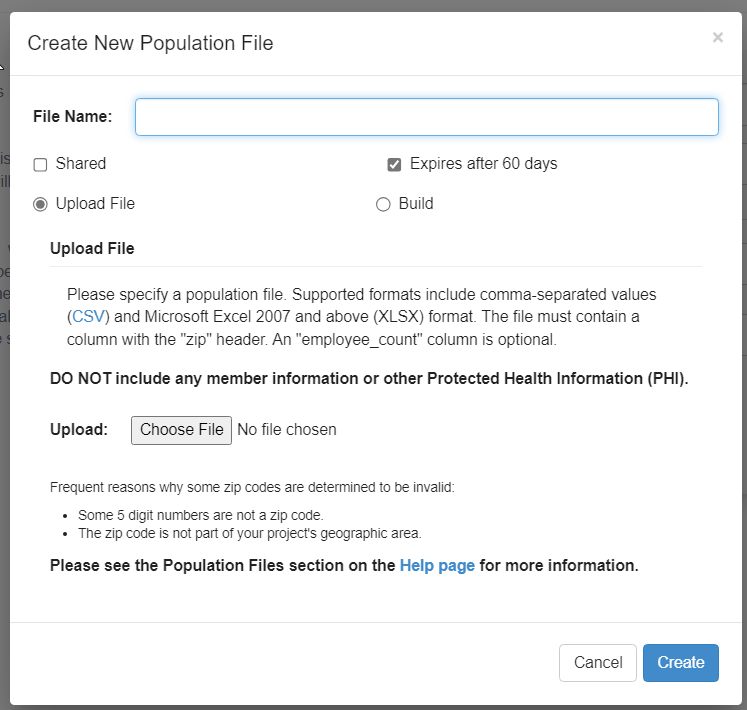 Create New Population File ×
File Name:
Shared Expires after 60 days
Upload File Build
Upload File
Please specify a population file. Supported formats include comma-separated values
(CSV) and Microsoft Excel 2007 and above (XLSX) format. The file must contain a
column with the "zip" header. An "employee_count" column is optional.
DO NOT include any member information or other Protected Health Information (PHI).
Upload: Choose File No file chosen
Frequent reasons why some zip codes are determined to be invalid:
• Some 5 digit numbers are not a zip code.
• The zip code is not part of your project's geographic area.
Please see the Population Files section on the Help page for more information.
Cancel Create